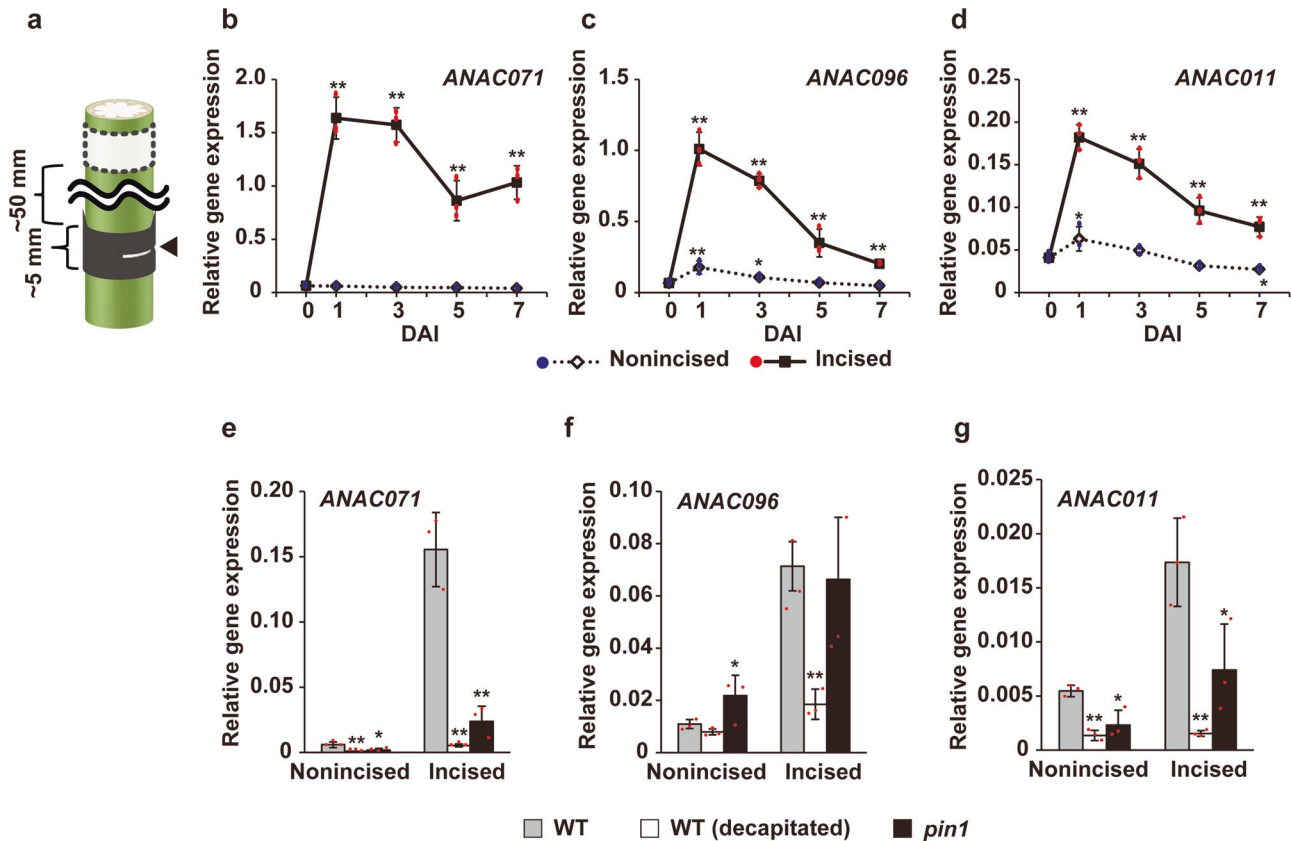 a
~50 mm
~5 mm
b
ANAC071
Relative gene expression
2.0
1.5
1.0
0.5
0
0 1 3 5 7
DAI
** ** ** **
c
ANAC096
Relative gene expression
1.5
1.0
0.5
0
0 1 3 5 7
DAI
** ** ** **
** *
d
ANAC011
Relative gene expression
0.25
0.20
0.15
0.10
0.05
0
0 1 3 5 7
DAI
** ** ** **
* *
Nonincised Incised
e
ANAC071
Relative gene expression
0.20
0.15
0.10
0.05
0
** * ** **
Nonincised Incised
f
ANAC096
Relative gene expression
0.10
0.08
0.06
0.04
0.02
0
* **
Nonincised Incised
g
ANAC011
Relative gene expression
0.025
0.020
0.015
0.010
0.005
0
** * ** *
Nonincised Incised
WT WT (decapitated) pin1